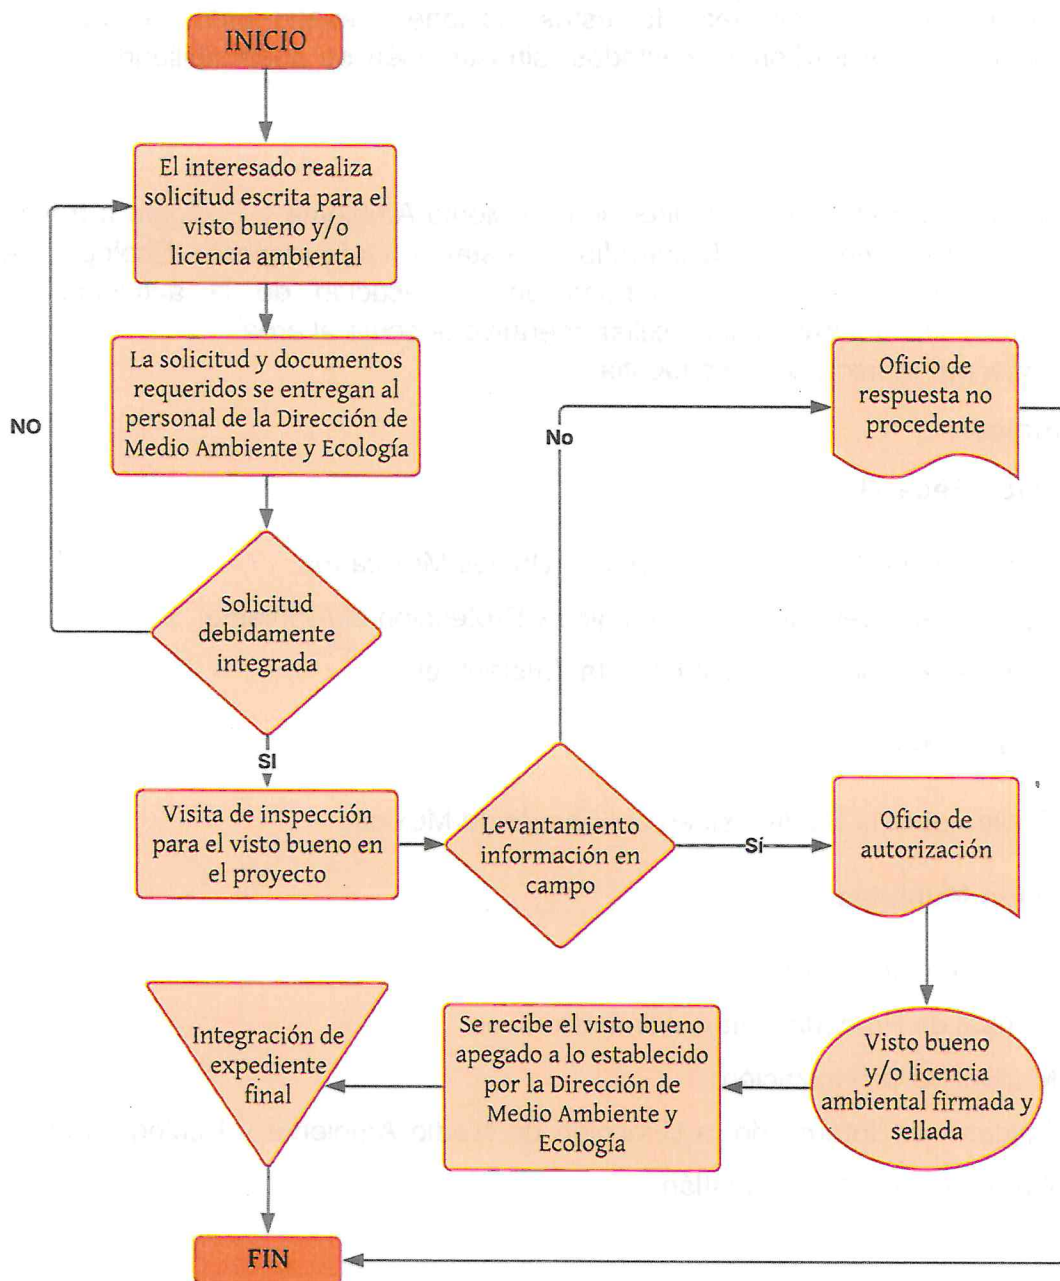 INICIO
El interesado realiza
solicitud escrita para el
visto bueno y/o
licencia ambiental
La solicitud y documentos
requeridos se entregan al
personal de la Dirección de
Medio Ambiente y Ecología
NO
Solicitud
debidamente
integrada
SI
Visita de inspección
para el visto bueno en
el proyecto
Levantamiento
información en
campo
No
Oficio de
respuesta no
procedente
Sí
Oficio de
autorización
Visto bueno
y/o licencia
ambiental firmada y
sellada
Se recibe el visto bueno
apegado a lo establecido
por la Dirección de
Medio Ambiente y
Ecología
Integración de
expediente
final
FIN